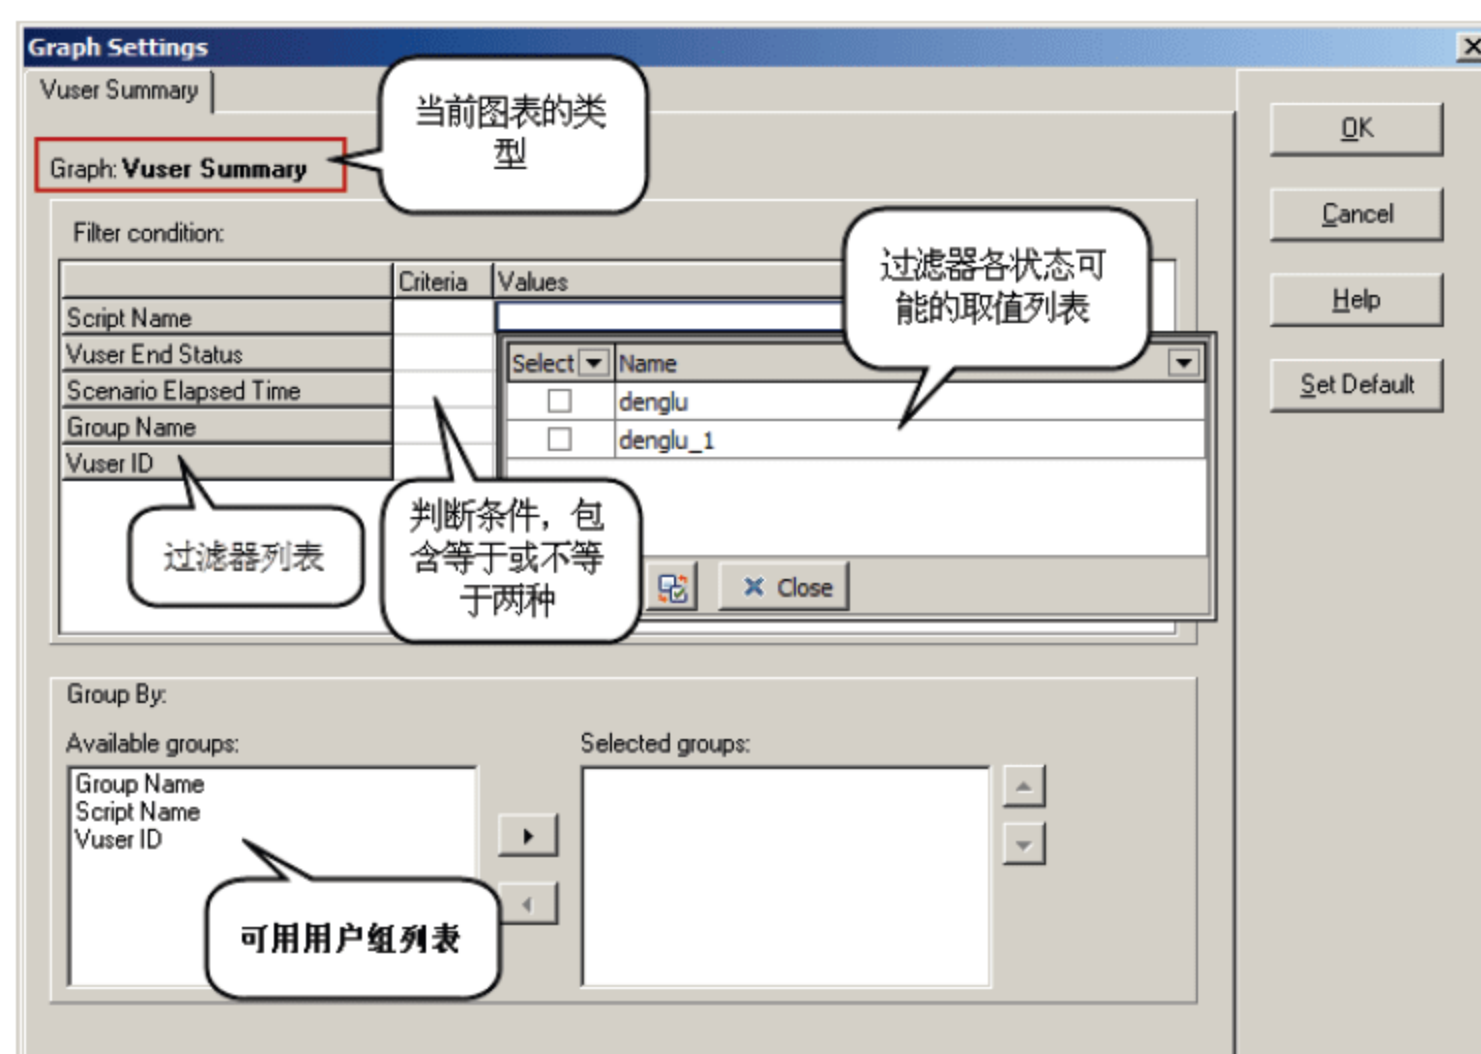 Graph Settings
Vuser Summary
当前图表的类
型
Graph: Vuser Summary
OK
Cancel
Help
Set Default
Filter condition:
过滤器各状态可
能的取值列表
Criteria
Values
Script Name
Vuser End Status
Scenario Elapsed Time
Group Name
Vuser ID
Select
Name
denglu
denglu_1
过滤器列表
判断条件，包
含等于或不等
于两种
Close
Group By:
Available groups:
Selected groups:
Group Name
Script Name
Vuser ID
可用用户组列表